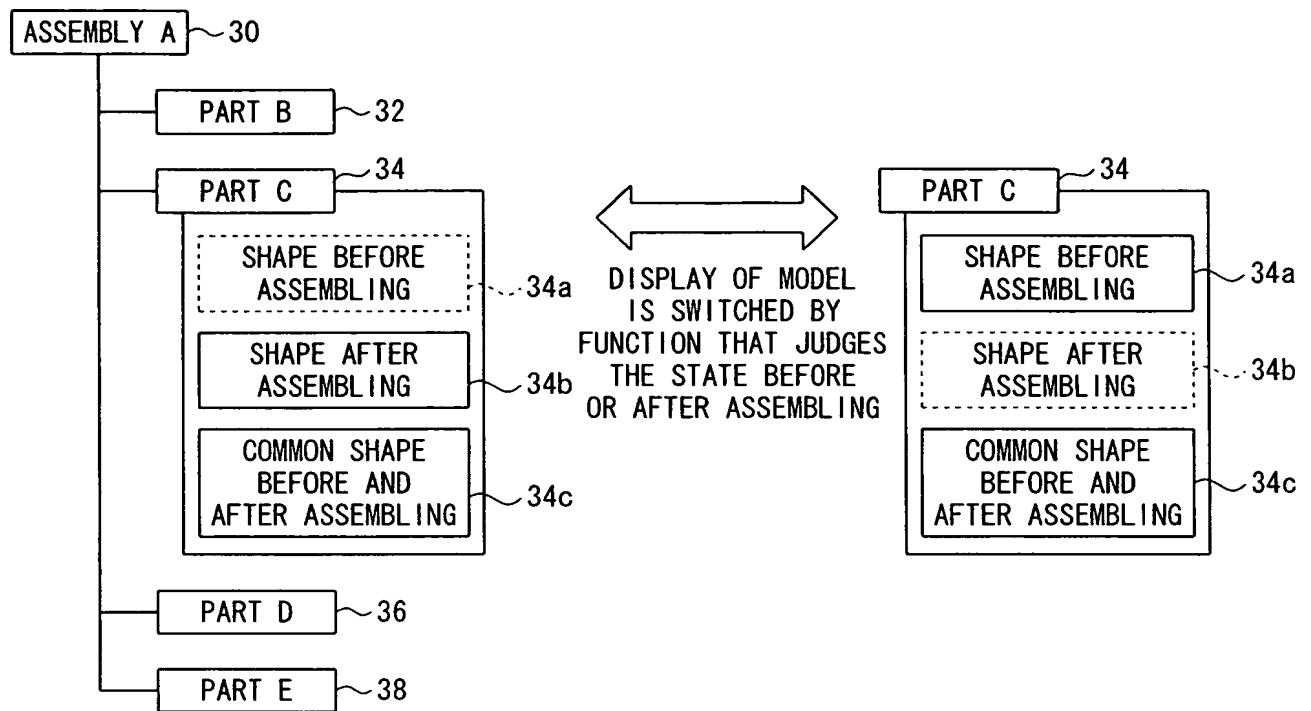 ASSEMBLY A 30
PART B 32
PART C 34
SHAPE BEFORE
ASSEMBLING 34a
SHAPE AFTER
ASSEMBLING 34b
COMMON SHAPE
BEFORE AND
AFTER ASSEMBLING 34c
DISPLAY OF MODEL
IS SWITCHED BY
FUNCTION THAT JUDGES
THE STATE BEFORE
OR AFTER ASSEMBLING
PART C 34
SHAPE BEFORE
ASSEMBLING 34a
SHAPE AFTER
ASSEMBLING 34b
COMMON SHAPE
BEFORE AND
AFTER ASSEMBLING 34c
PART D 36
PART E 38